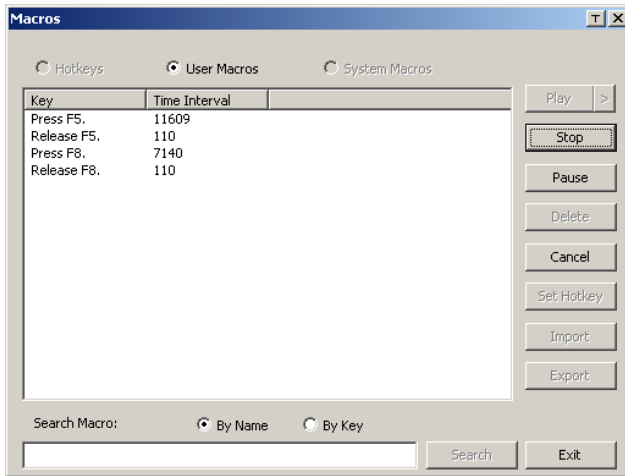 Macros
Hotkeys User Macros System Macros
Key Time Interval
Press F5. 11609
Release F5. 110
Press F8. 7140
Release F8. 110
Play >
Stop
Pause
Delete
Cancel
Set Hotkey
Import
Export
Search Macro: By Name By Key
Search Exit